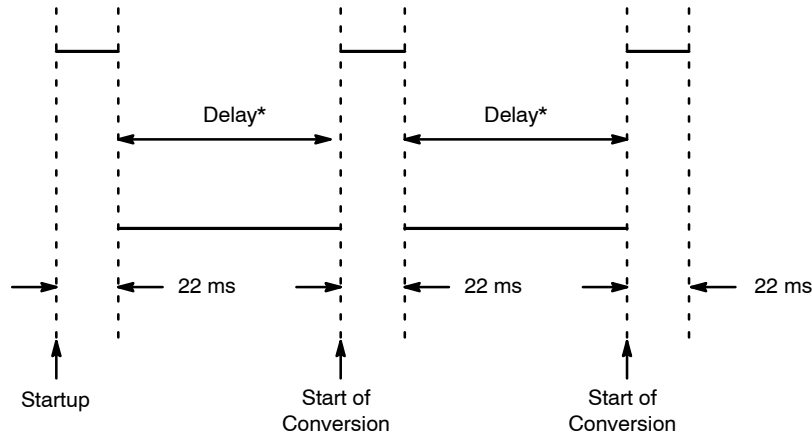 Delay*
Delay*
22 ms
22 ms
22 ms
Startup
Start of
Conversion
Start of
Conversion